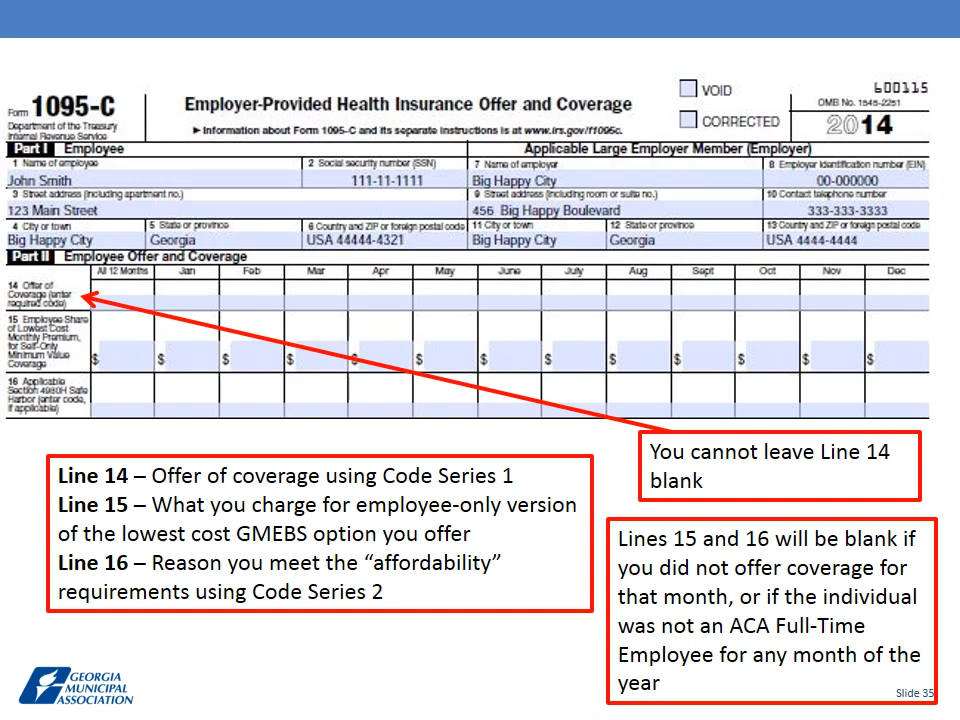 Form 1095-C
Department of the Treasury
Internal Revenue Service
Employer-Provided Health Insurance Offer and Coverage
►Information about Form 1095-C and its separate instructions is at www.irs.gov/f1095c.
VOID
CORRECTED
600115
OMB No. 1545-2251
2014
Part I Employee
Applicable Large Employer Member (Employer)
1 Name of employee
2 Social security number (SSN)
7 Name of employer
8 Employer identification number (EIN)
John Smith
111-11-1111
Big Happy City
00-000000
3 Street address (including apartment no.)
9 Street address (including room or suite no.)
10 Contact telephone number
123 Main Street
456 Big Happy Boulevard
333-333-3333
4 City or town
5 State or province
6 Country and ZIP or foreign postal code
11 City or town
12 State or province
13 Country and ZIP or foreign postal code
Big Happy City
Georgia
USA 44444-4321
Big Happy City
Georgia
USA 4444-4444
Part II Employee Offer and Coverage
All 12 Months Jan Feb Mar Apr May June July Aug Sept Oct Nov Dec
14 Offer of
Coverage (enter
required code)
15 Employee Share
of Lowest Cost
Monthly Premium,
for Self-Only
Minimum Value
Coverage
$ $ $ $ $ $ $ $ $ $ $ $ $
16 Applicable
Section 4980H Safe
Harbor (enter code,
if applicable)
You cannot leave Line 14
blank
Line 14 – Offer of coverage using Code Series 1
Line 15 – What you charge for employee-only version
of the lowest cost GMEBS option you offer
Line 16 – Reason you meet the “affordability”
requirements using Code Series 2
Lines 15 and 16 will be blank if
you did not offer coverage for
that month, or if the individual
was not an ACA Full-Time
Employee for any month of the
year
GEORGIA
MUNICIPAL
ASSOCIATION
Slide 35